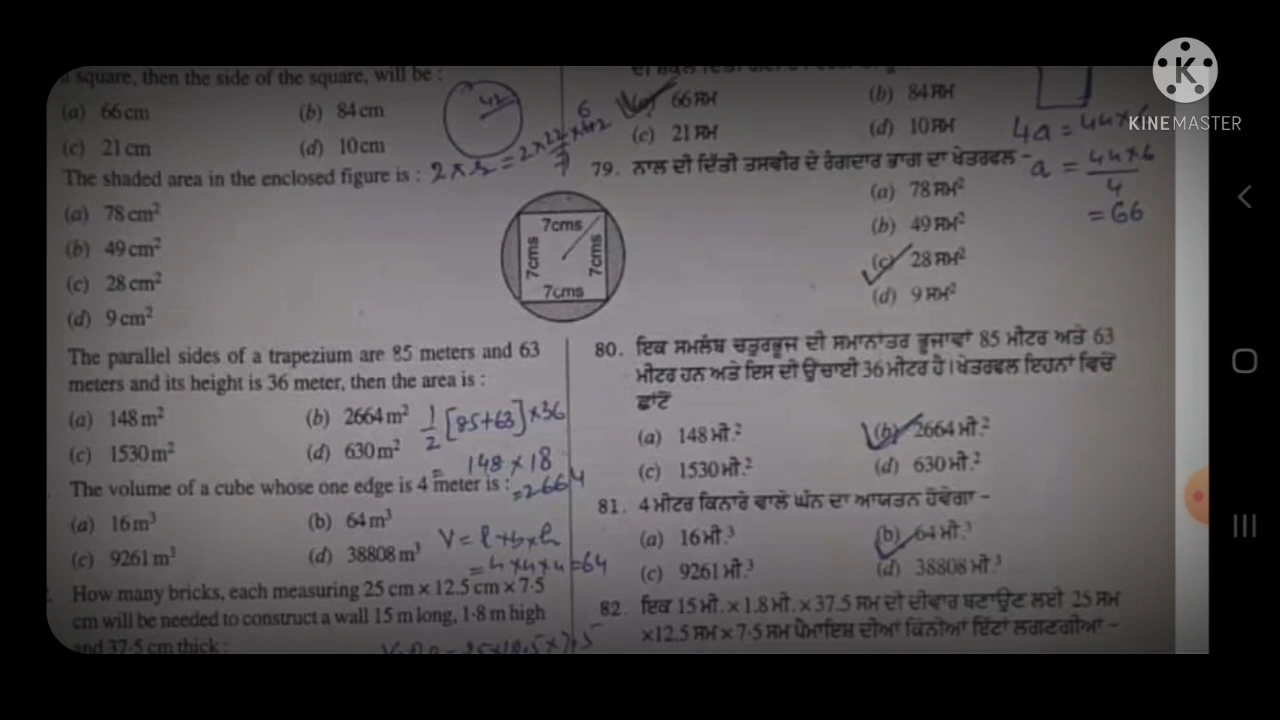 a square, then the side of the square, will be :
(a) 66 cm (b) 84 cm
(c) 21 cm (d) 10 cm
The shaded area in the enclosed figure is :
(a) 78 cm²
(b) 49 cm²
(c) 28 cm²
(d) 9 cm²
7cms
7cms
7cms
7cms
The parallel sides of a trapezium are 85 meters and 63
meters and its height is 36 meter, then the area is :
(a) 148 m² (b) 2664 m²
(c) 1530 m² (d) 630 m²
1/2 [85+63] × 36
= 148 × 18
= 2664
The volume of a cube whose one edge is 4 meter is :
(a) 16 m³ (b) 64 m³
(c) 9261 m³ (d) 38808 m³
V = l × b × h
= 4 × 4 × 4 = 64
How many bricks, each measuring 25 cm × 12.5 cm × 7·5
cm will be needed to construct a wall 15 m long, 1·8 m high
and 37·5 cm thick :
(a) 66 ਸਮ (b) 84 ਸਮ
(c) 21 ਸਮ (d) 10 ਸਮ
4a = 44 × 6
a = 44 × 6 / 4
= 66
79. ਨਾਲ ਦੀ ਦਿੱਤੀ ਤਸਵੀਰ ਦੇ ਰੰਗਦਾਰ ਭਾਗ ਦਾ ਖੇਤਰਫਲ –
(a) 78 ਸਮ²
(b) 49 ਸਮ²
(c) 28 ਸਮ²
(d) 9 ਸਮ²
80. ਇਕ ਸਮਲੰਬ ਚਤੁਰਭੂਜ ਦੀ ਸਮਾਨਾਂਤਰ ਭੂਜਾਵਾਂ 85 ਮੀਟਰ ਅਤੇ 63
ਮੀਟਰ ਹਨ ਅਤੇ ਇਸ ਦੀ ਉਚਾਈ 36 ਮੀਟਰ ਹੈ। ਖੇਤਰਫਲ ਇਹਨਾਂ ਵਿਚੋਂ
ਛਾਂਟੋ
(a) 148 ਮੀ.² (b) 2664 ਮੀ.²
(c) 1530 ਮੀ.² (d) 630 ਮੀ.²
81. 4 ਮੀਟਰ ਕਿਨਾਰੇ ਵਾਲੇ ਘੱਨ ਦਾ ਆਯਤਨ ਹੋਵੇਗਾ –
(a) 16 ਮੀ.³ (b) 64 ਮੀ.³
(c) 9261 ਮੀ.³ (d) 38808 ਮੀ.³
82. ਇਕ 15 ਮੀ. × 1.8 ਮੀ. × 37.5 ਸਮ ਦੀ ਦੀਵਾਰ ਬਣਾਉਣ ਲਈ 25 ਸਮ
×12.5 ਸਮ × 7·5 ਸਮ ਪੈਮਾਇਸ਼ ਦੀਆਂ ਕਿਨੀਆਂ ਇੱਟਾਂ ਲਗਣਗੀਆਂ –
K
KINEMASTER